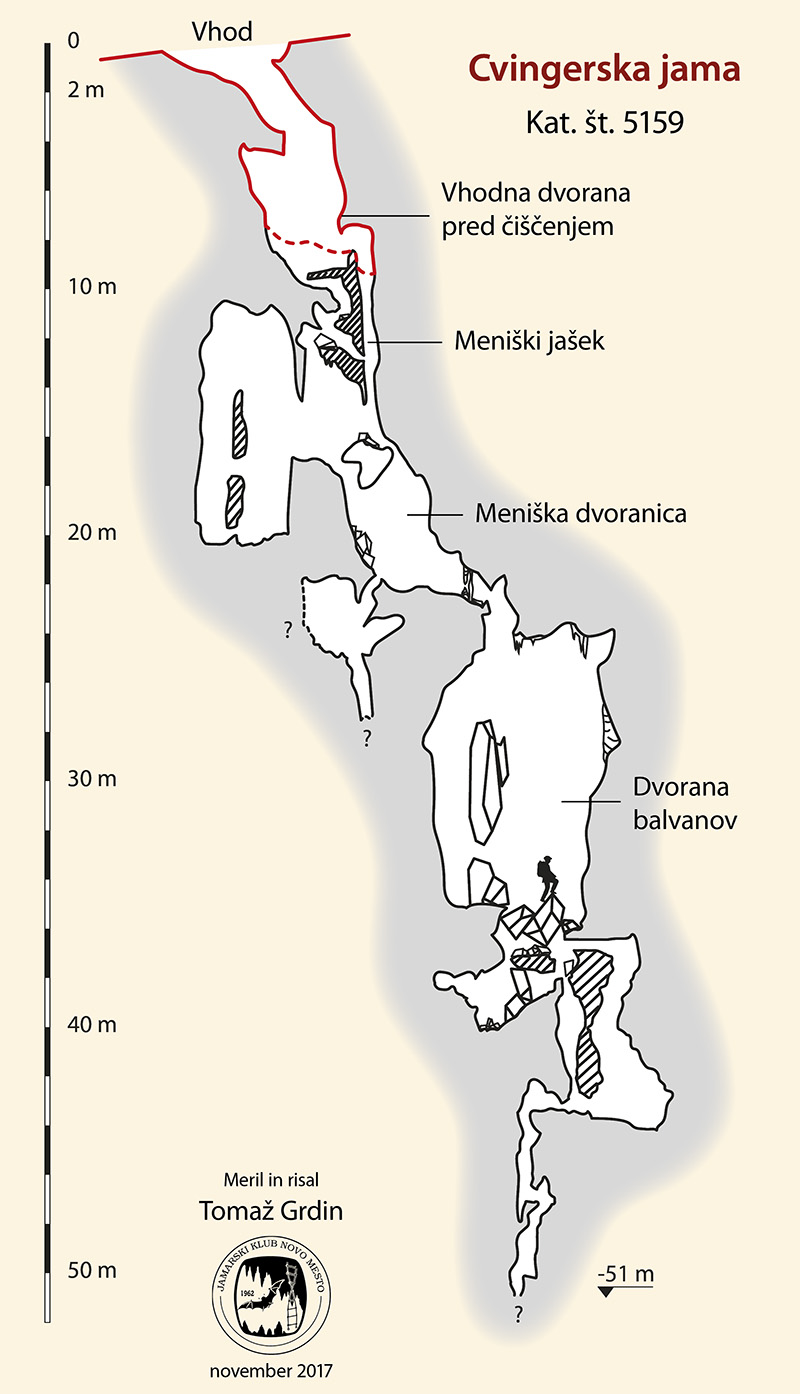 Vhod
0
2 m
10 m
20 m
30 m
40 m
50 m
Cvingerska jama
Kat. št. 5159
Vhodna dvorana
pred čiščenjem
Meniški jašek
Meniška dvoranica
?
?
Dvorana
balvanov
Meril in risal
Tomaž Grdin
JAMARSKI KLUB NOVO MESTO
1962
november 2017
-51 m
?